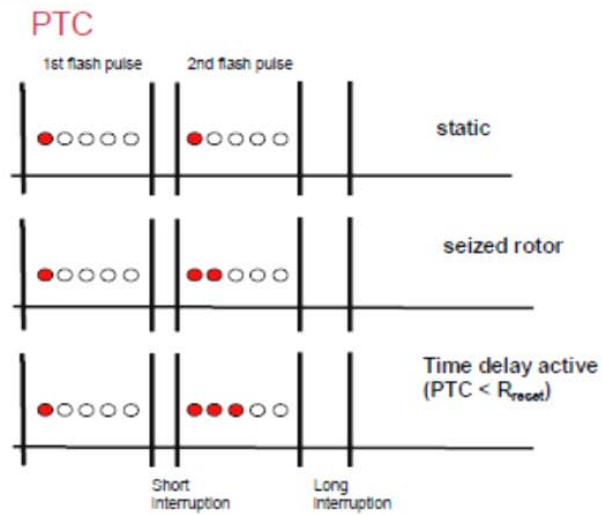 PTC
1st flash pulse 2nd flash pulse
static
seized rotor
Time delay active
(PTC < Rreset)
Short Long
Interruption Interruption